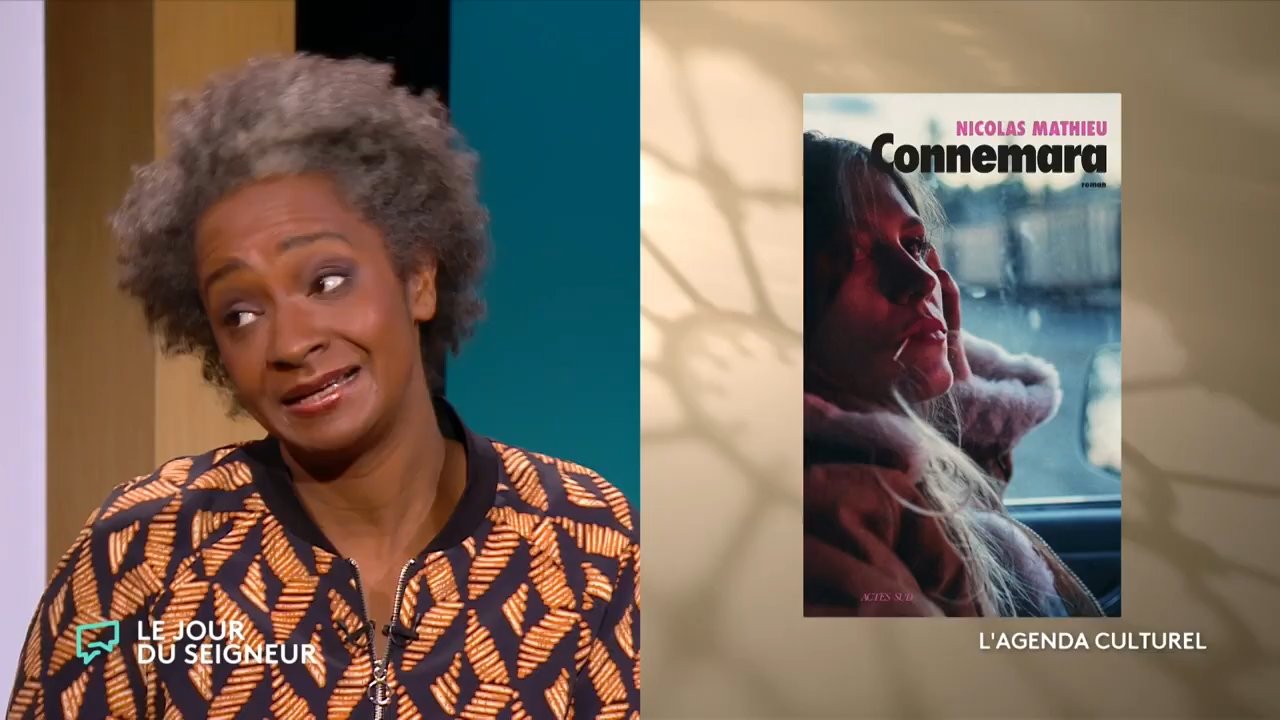 NICOLAS MATHIEU
Connemara
roman
ACTES SUD
LE JOUR
DU SEIGNEUR
L'AGENDA CULTUREL